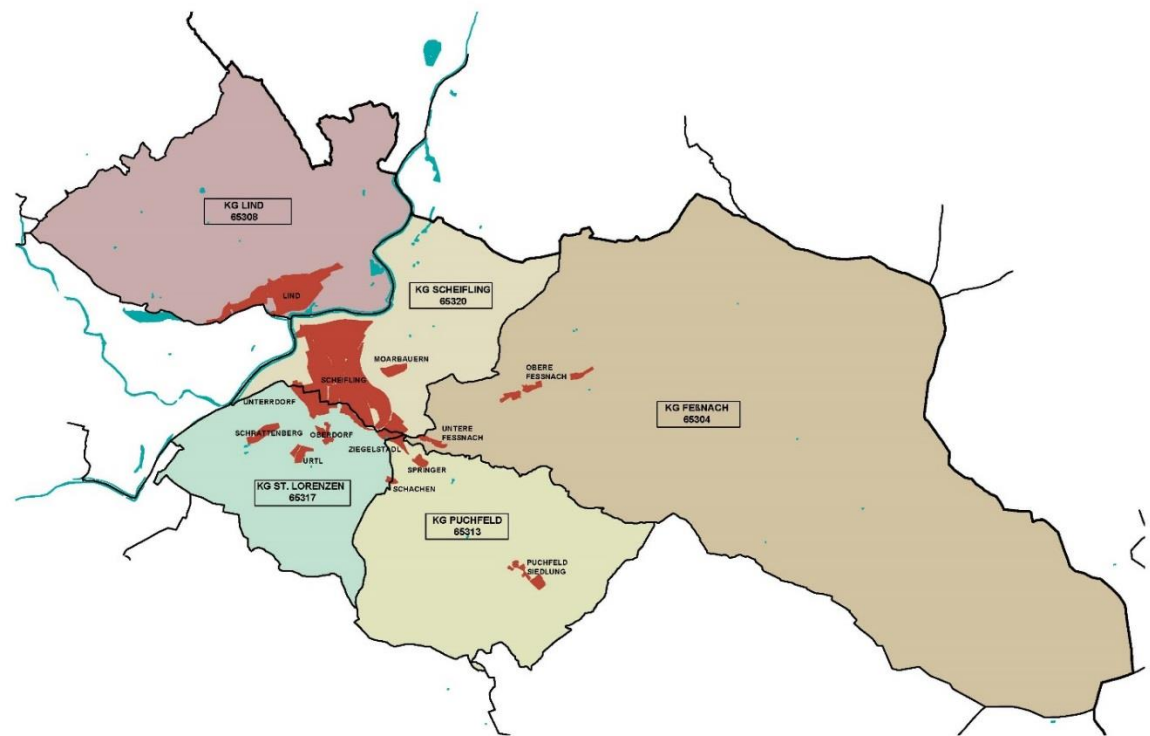 KG LIND
65308
LIND
KG SCHEIFLING
65320
MOARBAUERN
SCHEIFLING
OBERE
FESSNACH
KG FEßNACH
65304
UNTERRDORF
SCHRATTENBERG
OBERDORF
URTL
ZIEGELSTADL
UNTERE
FESSNACH
SPRINGER
SCHACHEN
KG ST. LORENZEN
65317
KG PUCHFELD
65313
PUCHFELD
SIEDLUNG